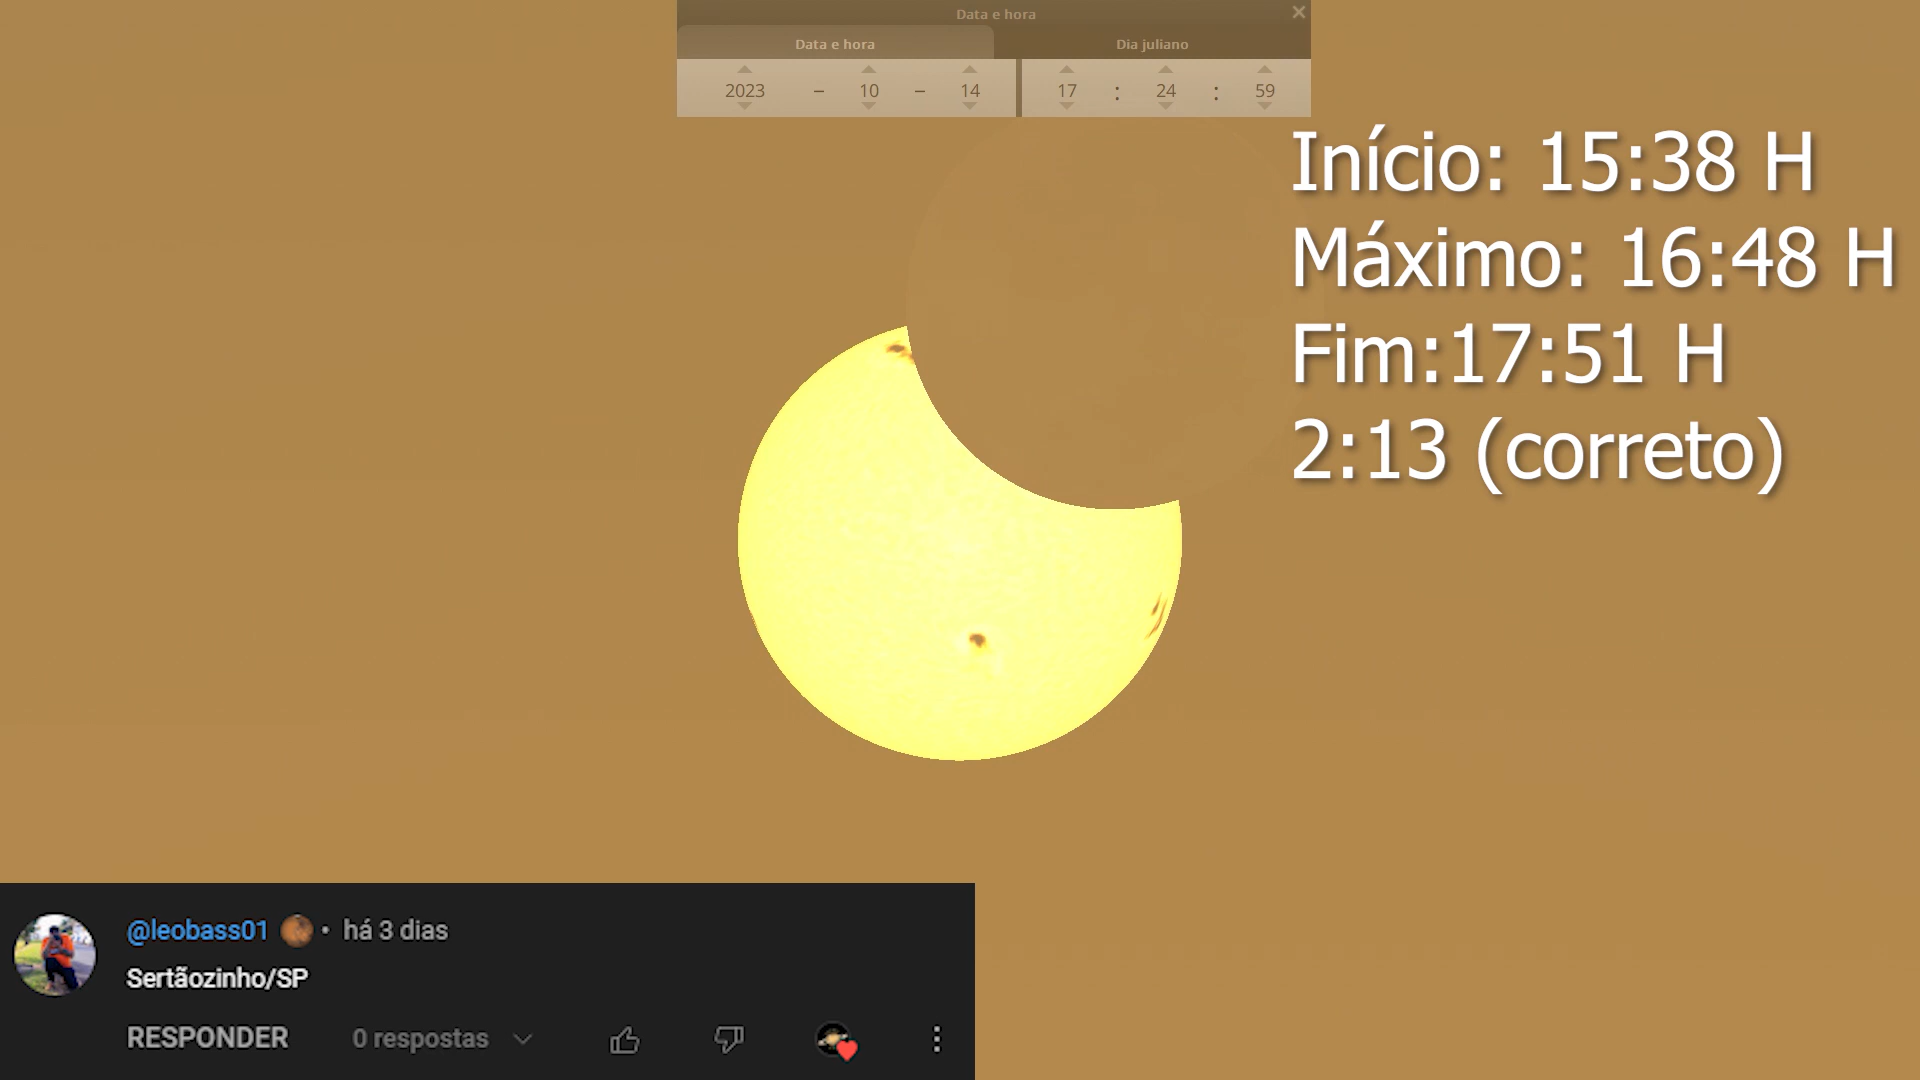 Data e hora
Data e hora
Dia juliano
2023 – 10 – 14
17 : 24 : 59
Início: 15:38 H
Máximo: 16:48 H
Fim:17:51 H
2:13 (correto)
@leobass01 • há 3 dias
Sertãozinho/SP
RESPONDER
0 respostas